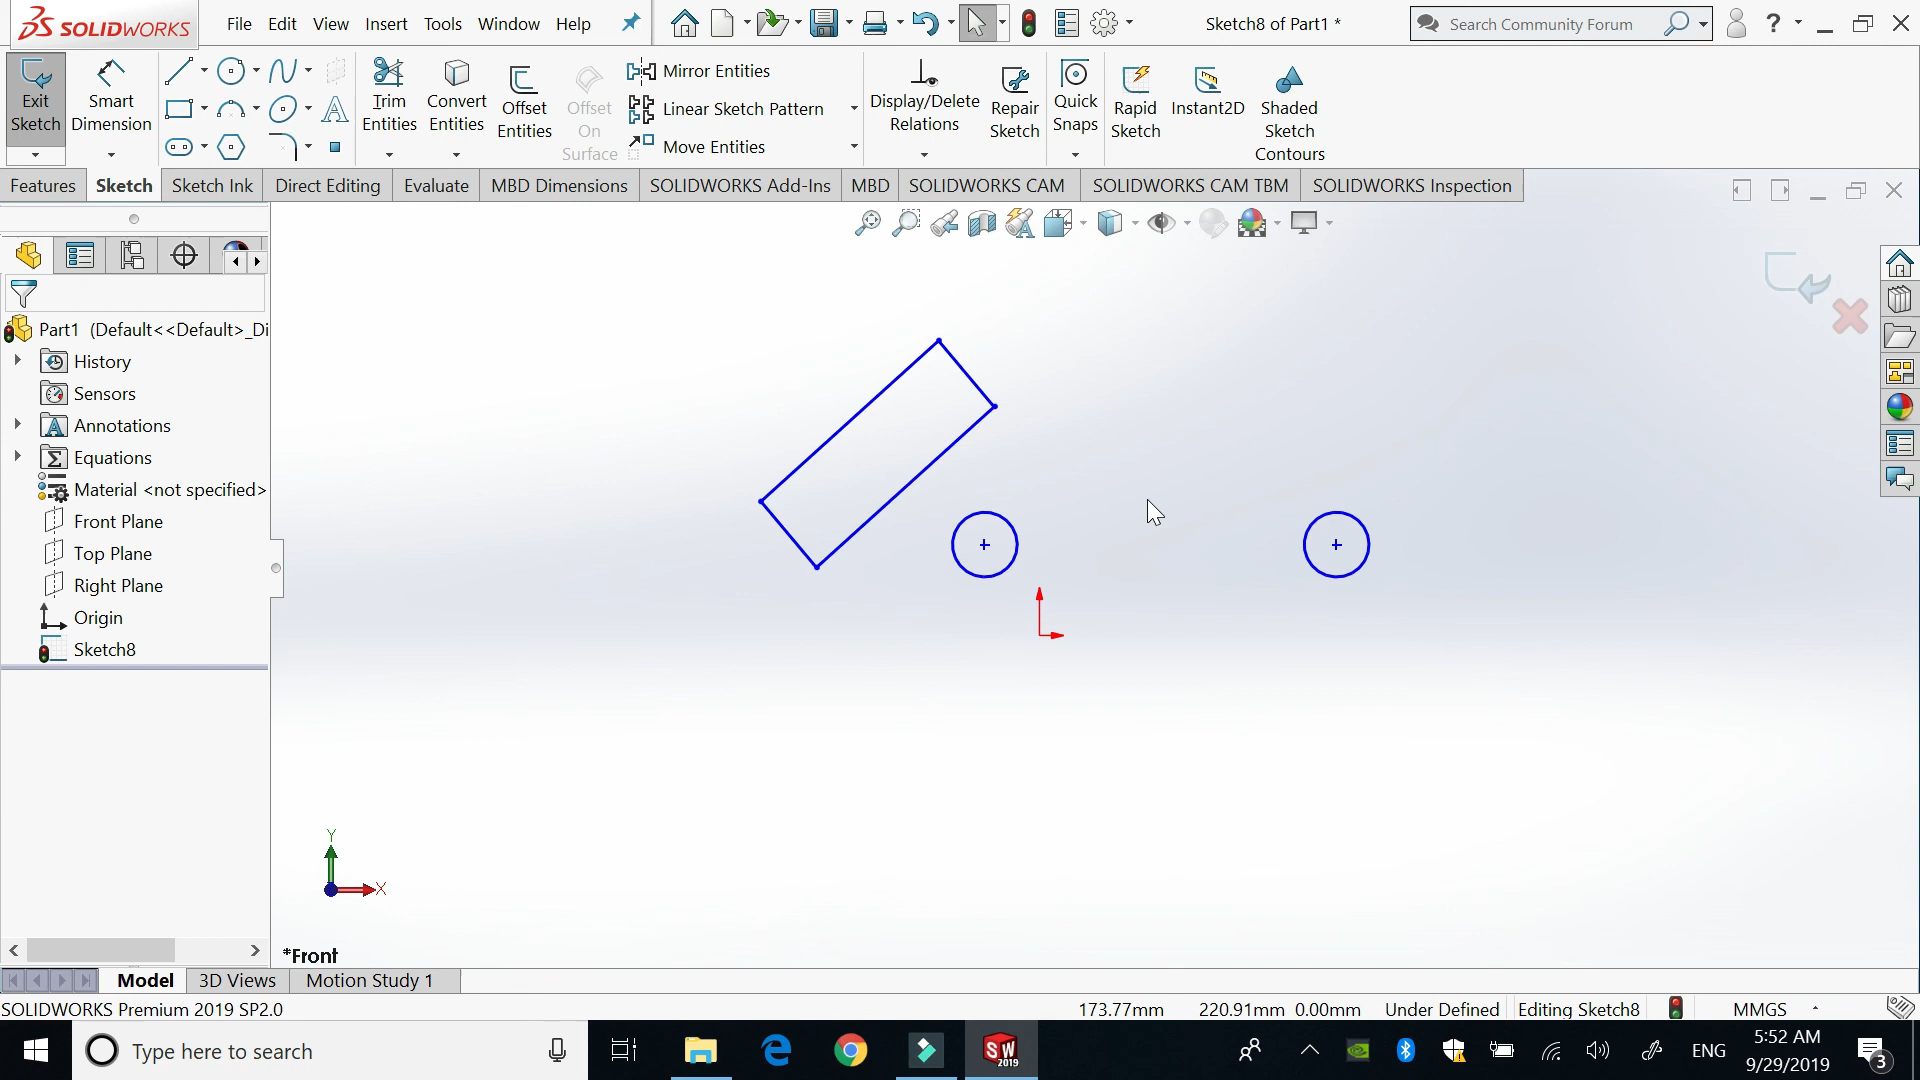 SOLIDWORKS File Edit View Insert Tools Window Help Sketch8 of Part1 * Search Community Forum ?
Exit Sketch
Smart Dimension
Trim Entities
Convert Entities
Offset Entities
Offset On Surface
Mirror Entities
Linear Sketch Pattern
Move Entities
Display/Delete Relations
Repair Sketch
Quick Snaps
Rapid Sketch
Instant2D
Shaded Sketch Contours
Features Sketch Sketch Ink Direct Editing Evaluate MBD Dimensions SOLIDWORKS Add-Ins MBD SOLIDWORKS CAM SOLIDWORKS CAM TBM SOLIDWORKS Inspection
Part1 (Default<<Default>_Di
History
Sensors
Annotations
Equations
Material <not specified>
Front Plane
Top Plane
Right Plane
Origin
Sketch8
Y
X
*Front
Model 3D Views Motion Study 1
SOLIDWORKS Premium 2019 SP2.0 173.77mm 220.91mm 0.00mm Under Defined Editing Sketch8 MMGS
Type here to search SW 2019 ENG 5:52 AM
9/29/2019 3